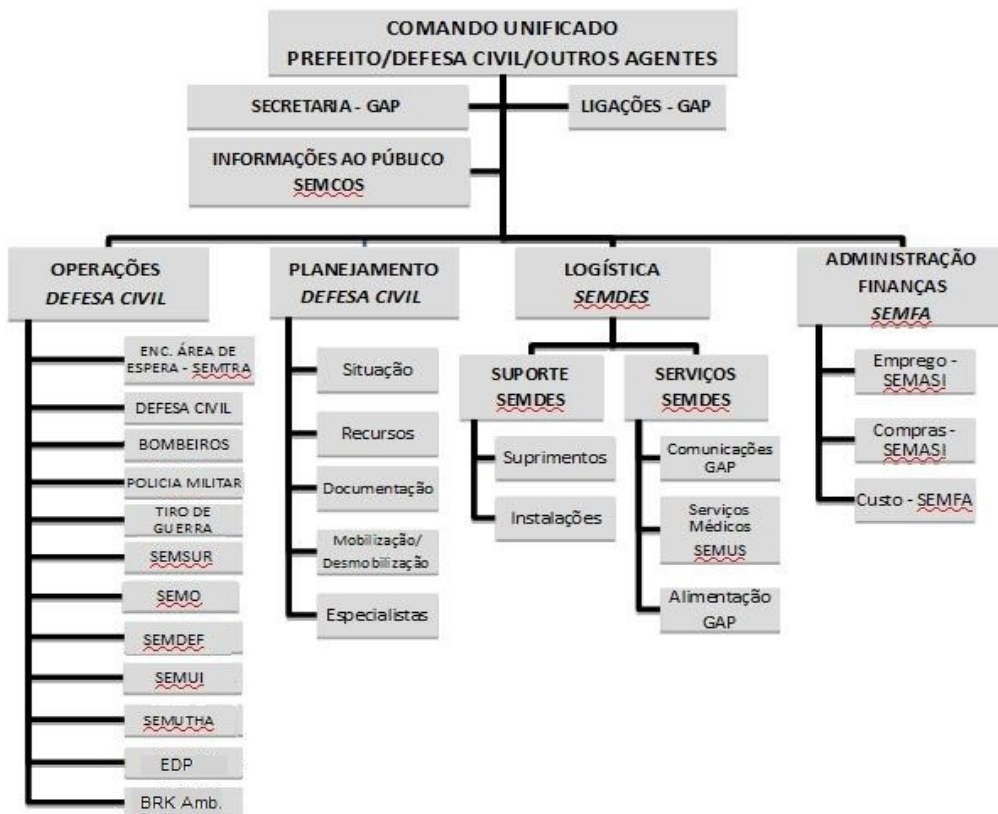 COMANDO UNIFICADO
PREFEITO/DEFESA CIVIL/OUTROS AGENTES
SECRETARIA - GAP
LIGAÇÕES - GAP
INFORMAÇÕES AO PÚBLICO
SEMCOS
OPERAÇÕES
DEFESA CIVIL
ENC. ÁREA DE
ESPERA - SEMTRA
DEFESA CIVIL
BOMBEIROS
POLICIA MILITAR
TIRO DE
GUERRA
SEMSUR
SEMO
SEMDEF
SEMUI
SEMUTHA
EDP
BRK Amb.
PLANEJAMENTO
DEFESA CIVIL
Situação
Recursos
Documentação
Mobilização/
Desmobilização
Especialistas
LOGÍSTICA
SEMDES
SUPORTE
SEMDES
Suprimentos
Instalações
SERVIÇOS
SEMDES
Comunicações
GAP
Serviços
Médicos
SEMUS
Alimentação
GAP
ADMINISTRAÇÃO
FINANÇAS
SEMFA
Emprego -
SEMASI
Compras -
SEMASI
Custo - SEMFA